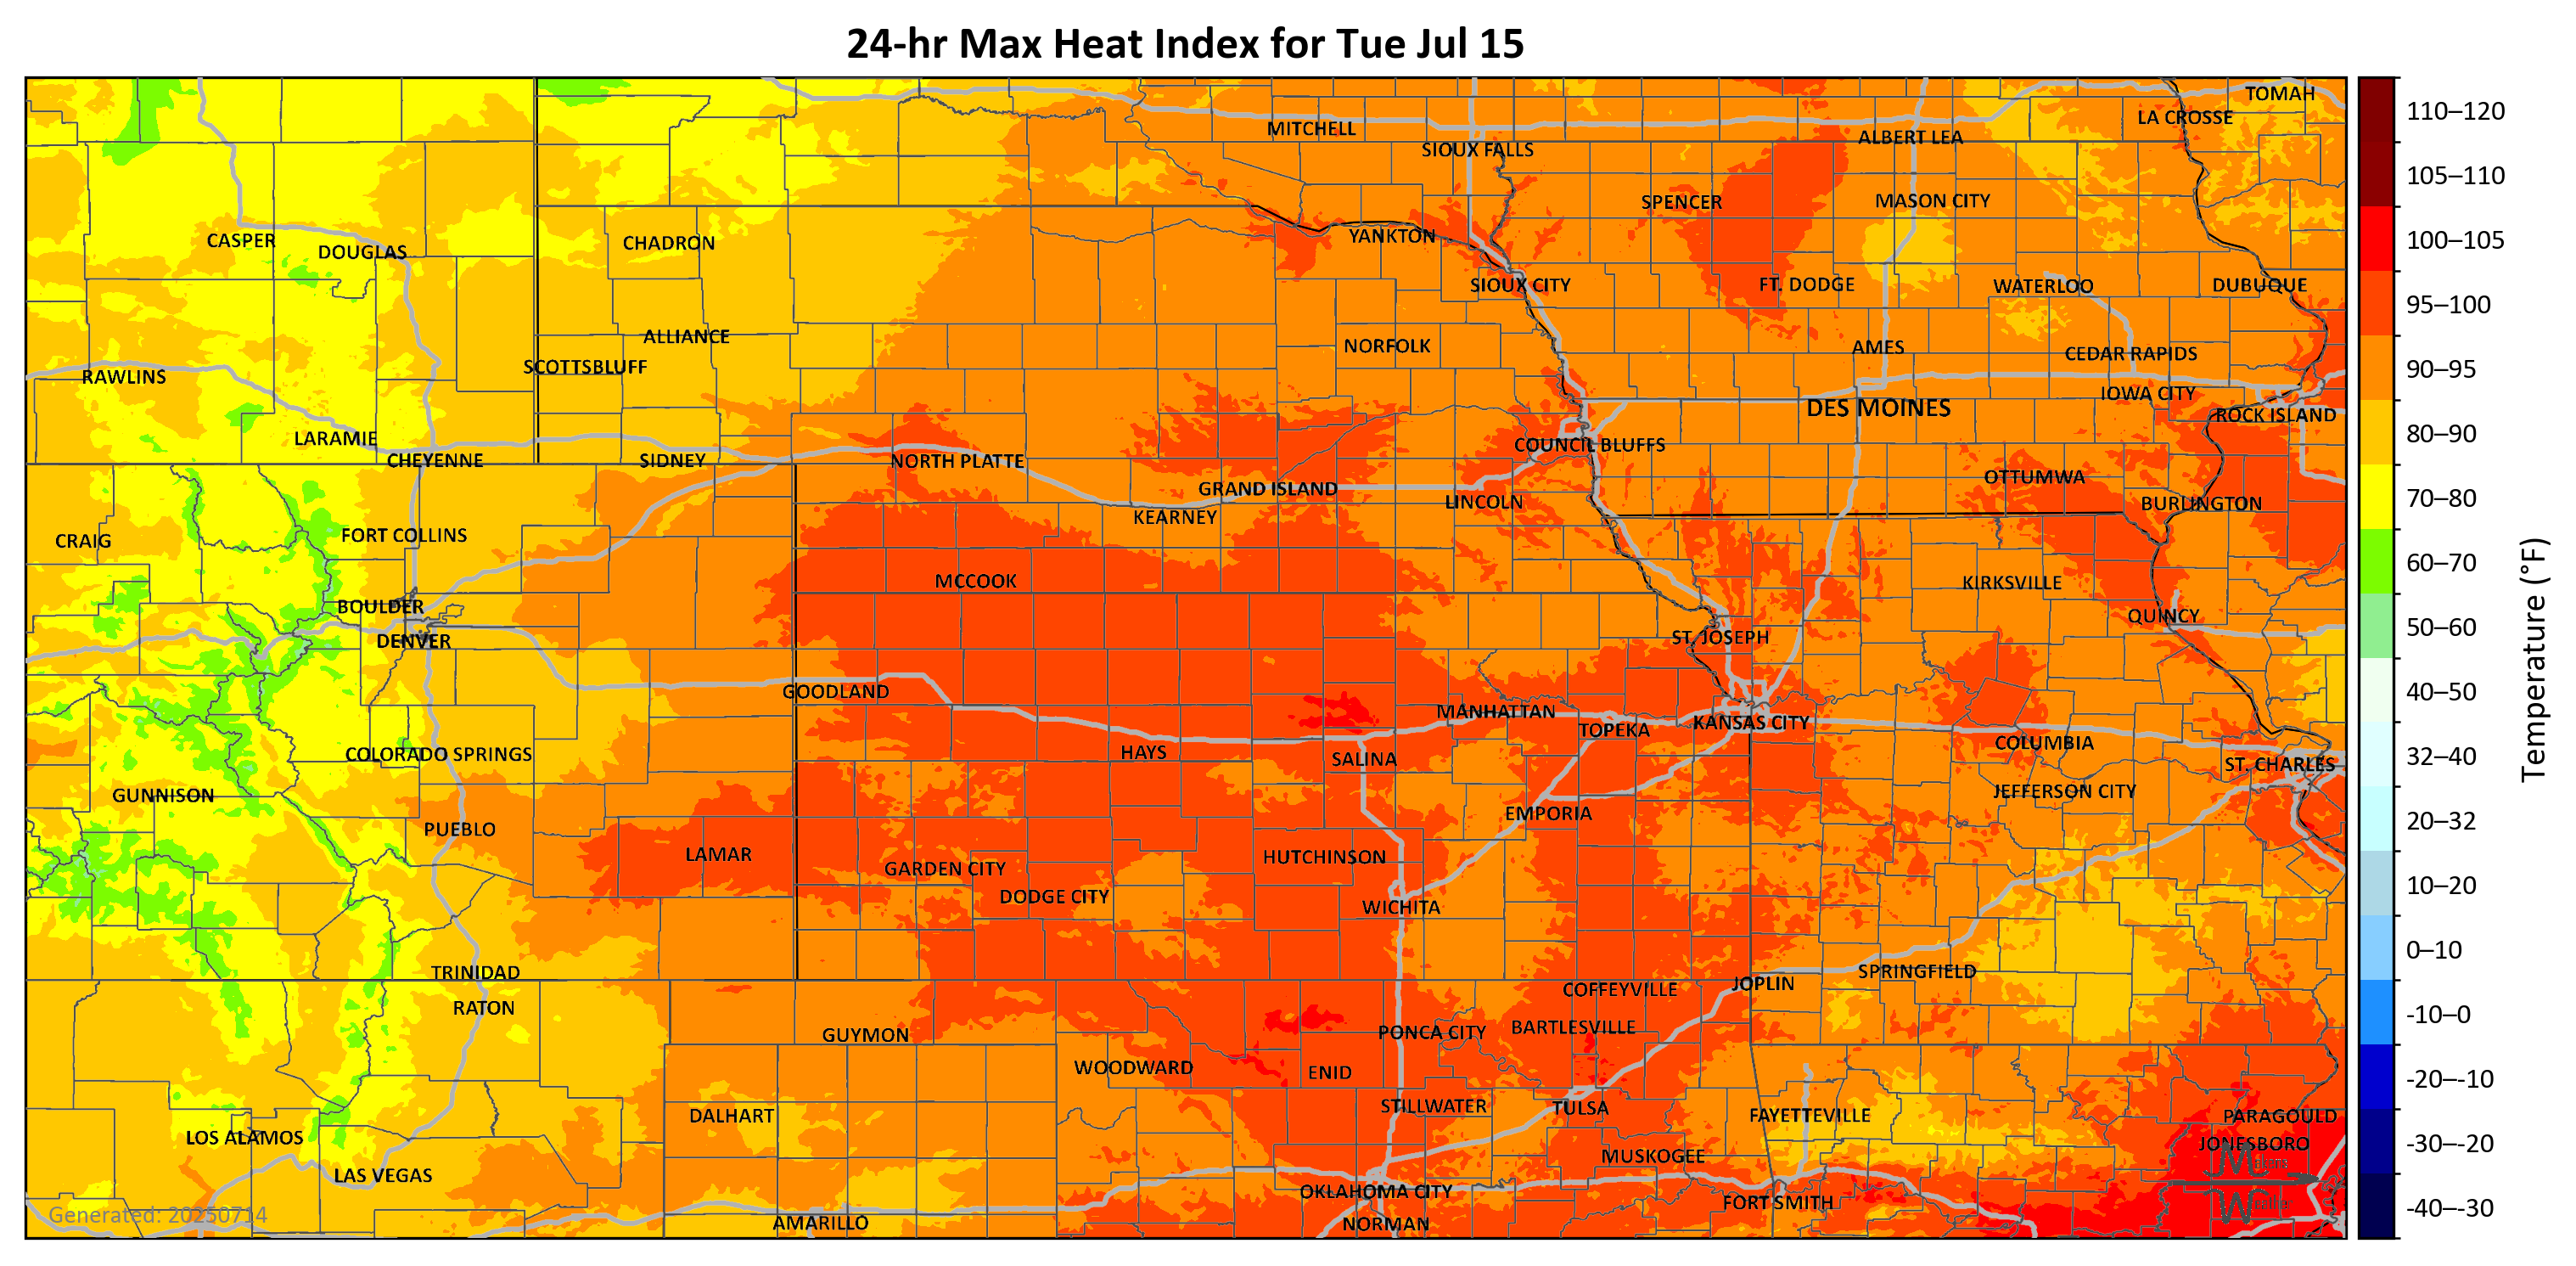 24-hr Max Heat Index for Tue Jul 15
TOMAH
LA CROSSE
MITCHELL
ALBERT LEA
SIOUX FALLS
SPENCER
MASON CITY
YANKTON
CASPER
CHADRON
DOUGLAS
SIOUX CITY
FT. DODGE
WATERLOO
DUBUQUE
ALLIANCE
NORFOLK
AMES
CEDAR RAPIDS
SCOTTSBLUFF
RAWLINS
IOWA CITY
DES MOINES
ROCK ISLAND
LARAMIE
COUNCIL BLUFFS
CHEYENNE
SIDNEY
NORTH PLATTE
OTTUMWA
GRAND ISLAND
LINCOLN
BURLINGTON
KEARNEY
FORT COLLINS
CRAIG
MCCOOK
KIRKSVILLE
BOULDER
QUINCY
DENVER
ST. JOSEPH
GOODLAND
MANHATTAN
TOPEKA
KANSAS CITY
COLUMBIA
COLORADO SPRINGS
HAYS
SALINA
ST. CHARLES
GUNNISON
JEFFERSON CITY
EMPORIA
PUEBLO
LAMAR
HUTCHINSON
GARDEN CITY
DODGE CITY
WICHITA
TRINIDAD
SPRINGFIELD
JOPLIN
COFFEYVILLE
RATON
BARTLESVILLE
GUYMON
PONCA CITY
WOODWARD
ENID
STILLWATER
TULSA
DALHART
FAYETTEVILLE
PARAGOULD
LOS ALAMOS
JONESBORO
MUSKOGEE
LAS VEGAS
OKLAHOMA CITY
FORT SMITH
AMARILLO
NORMAN
Generated: 20250714
110–120
105–110
100–105
95–100
90–95
80–90
70–80
60–70
50–60
40–50
32–40
20–32
10–20
0–10
-10–0
-20–-10
-30–-20
-40–-30
Temperature (°F)